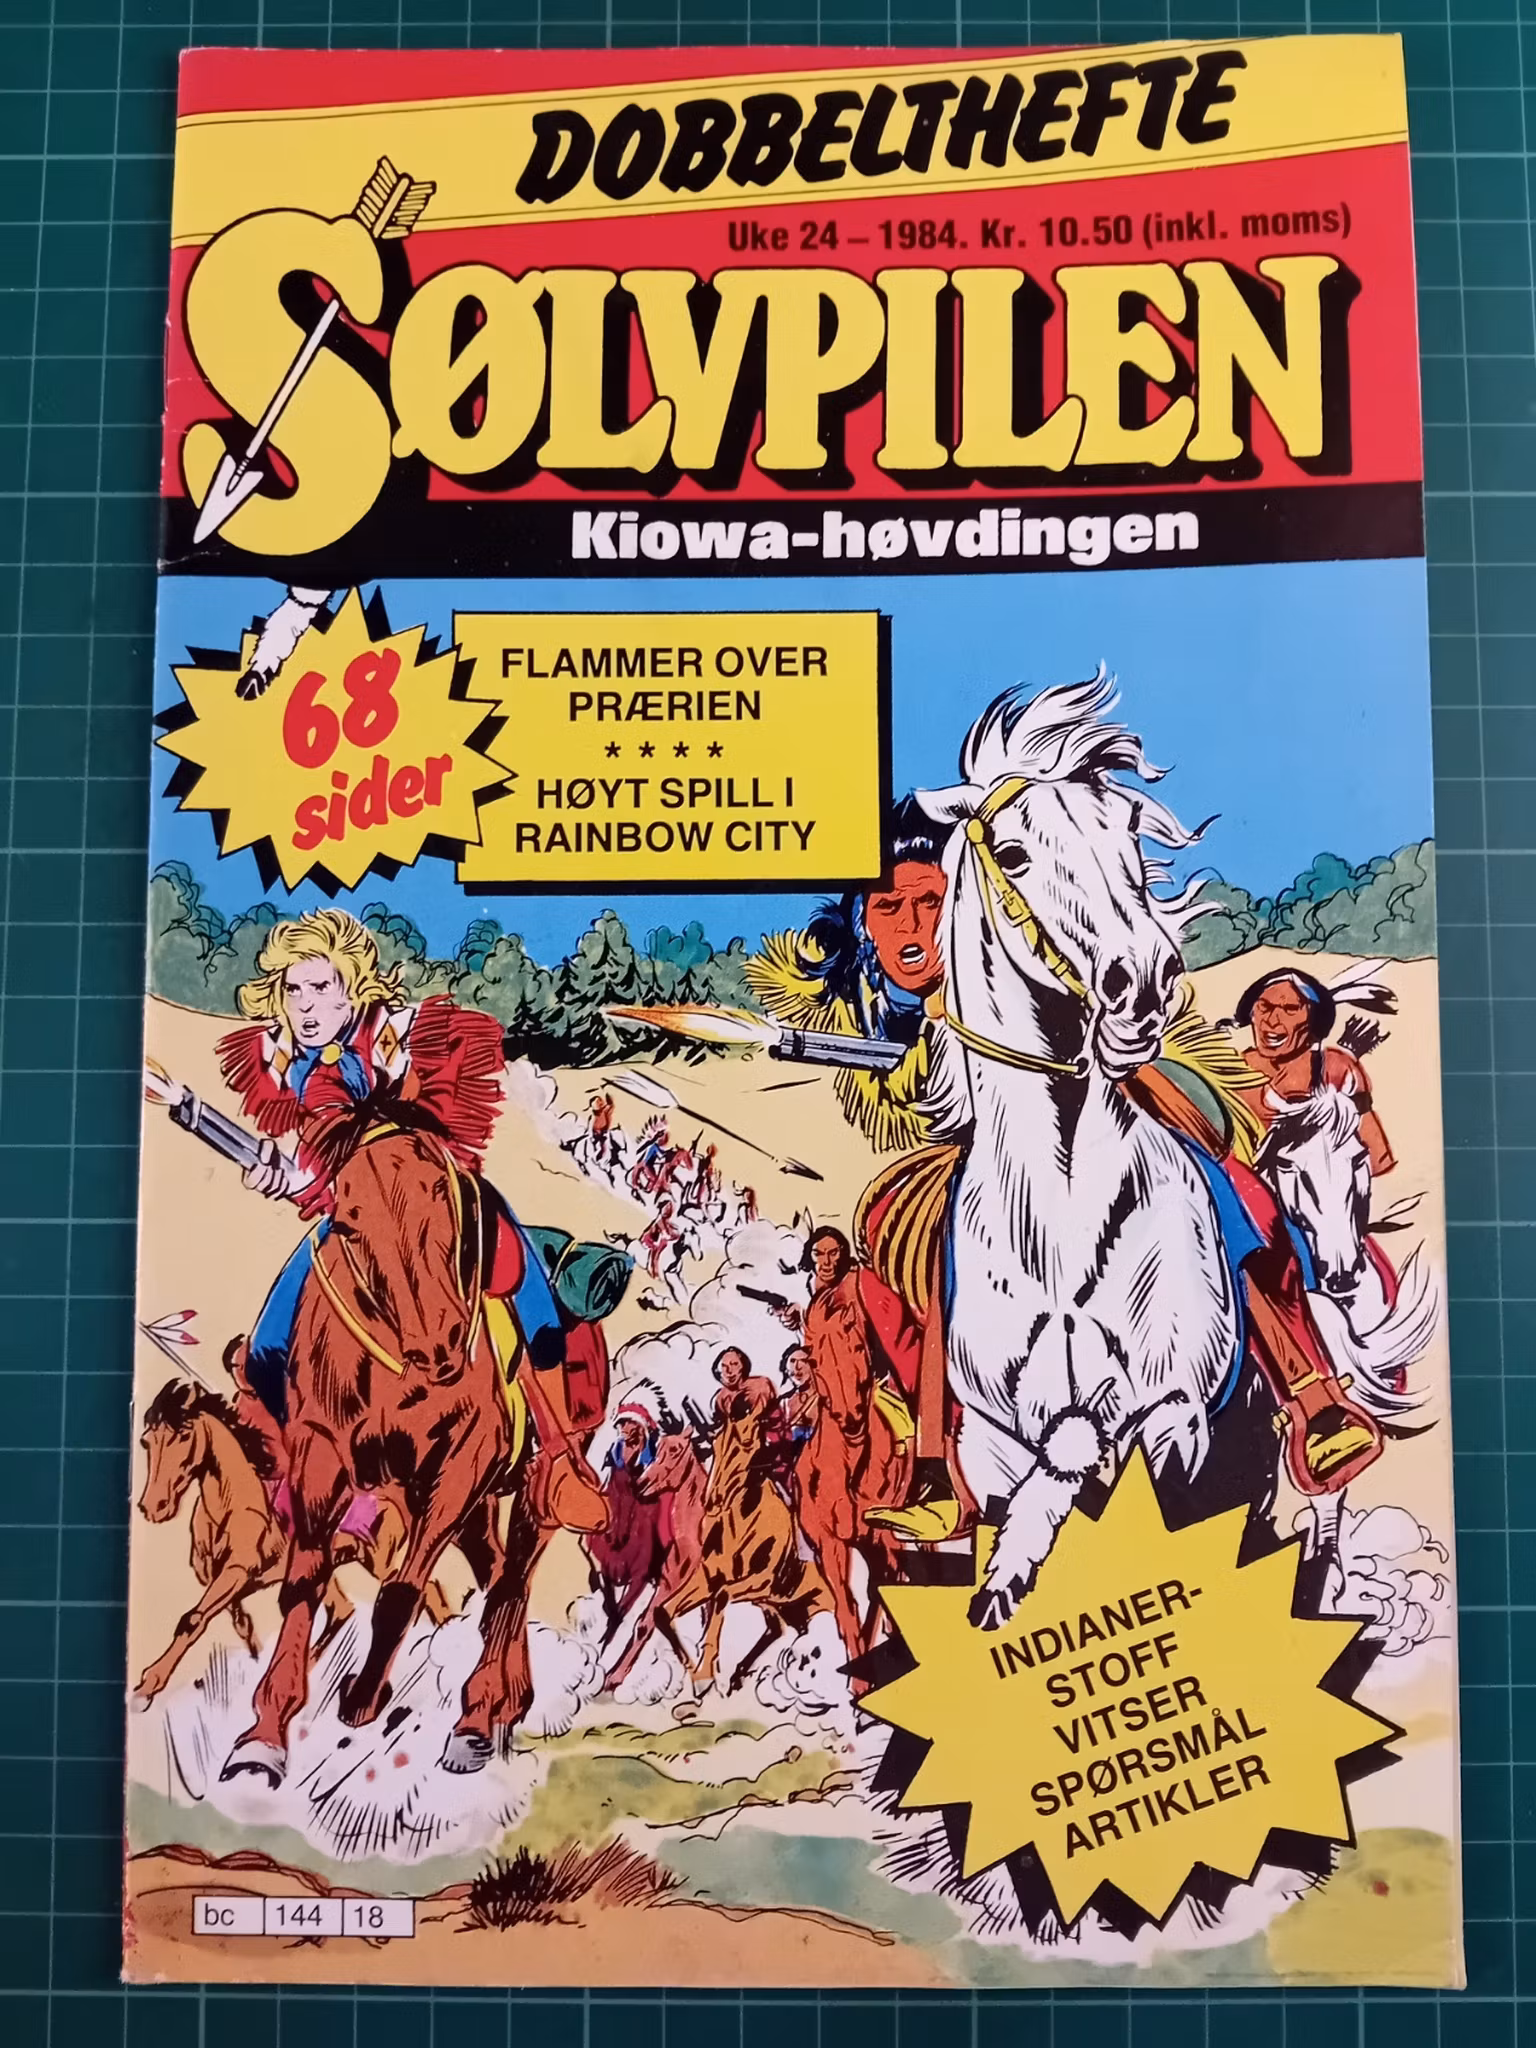 DOBBELTHEFTE
Uke 24 – 1984. Kr. 10.50 (inkl. moms)
SØLVPILEN
Kiowa-høvdingen
68
sider
FLAMMER OVER
PRÆRIEN
* * * *
HØYT SPILL I
RAINBOW CITY
INDIANER-
STOFF
VITSER
SPØRSMÅL
ARTIKLER
bc 144 18